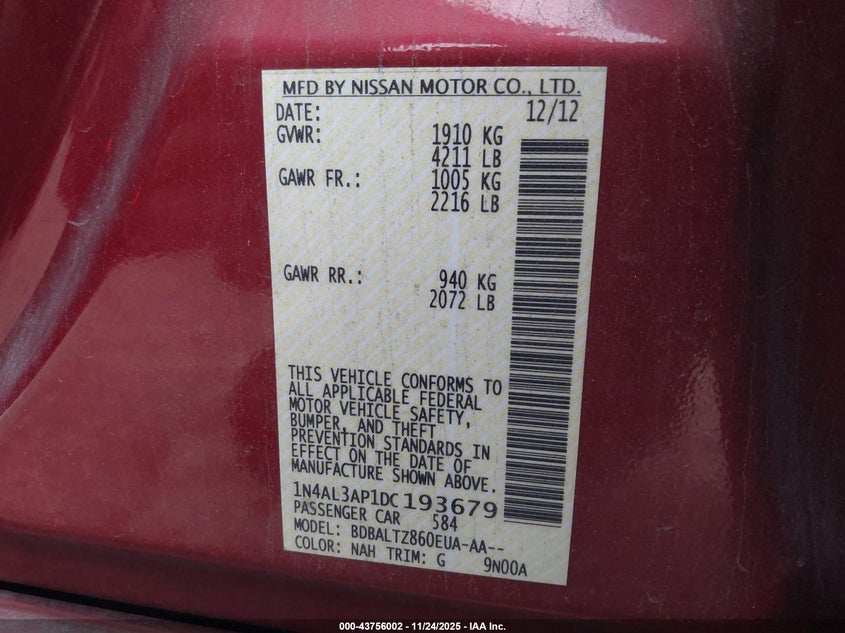 MFD BY NISSAN MOTOR CO., LTD.
DATE: 12/12
GVWR: 1910 KG
4211 LB
GAWR FR.: 1005 KG
2216 LB
GAWR RR.: 940 KG
2072 LB
THIS VEHICLE CONFORMS TO
ALL APPLICABLE FEDERAL
MOTOR VEHICLE SAFETY,
BUMPER, AND THEFT
PREVENTION STANDARDS IN
EFFECT ON THE DATE OF
MANUFACTURE SHOWN ABOVE.
1N4AL3AP1DC193679
PASSENGER CAR 584
MODEL: BDBALTZ860EUA-AA--
COLOR: NAH TRIM: G 9N00A
000-43756002 - 11/24/2025 - IAA Inc.